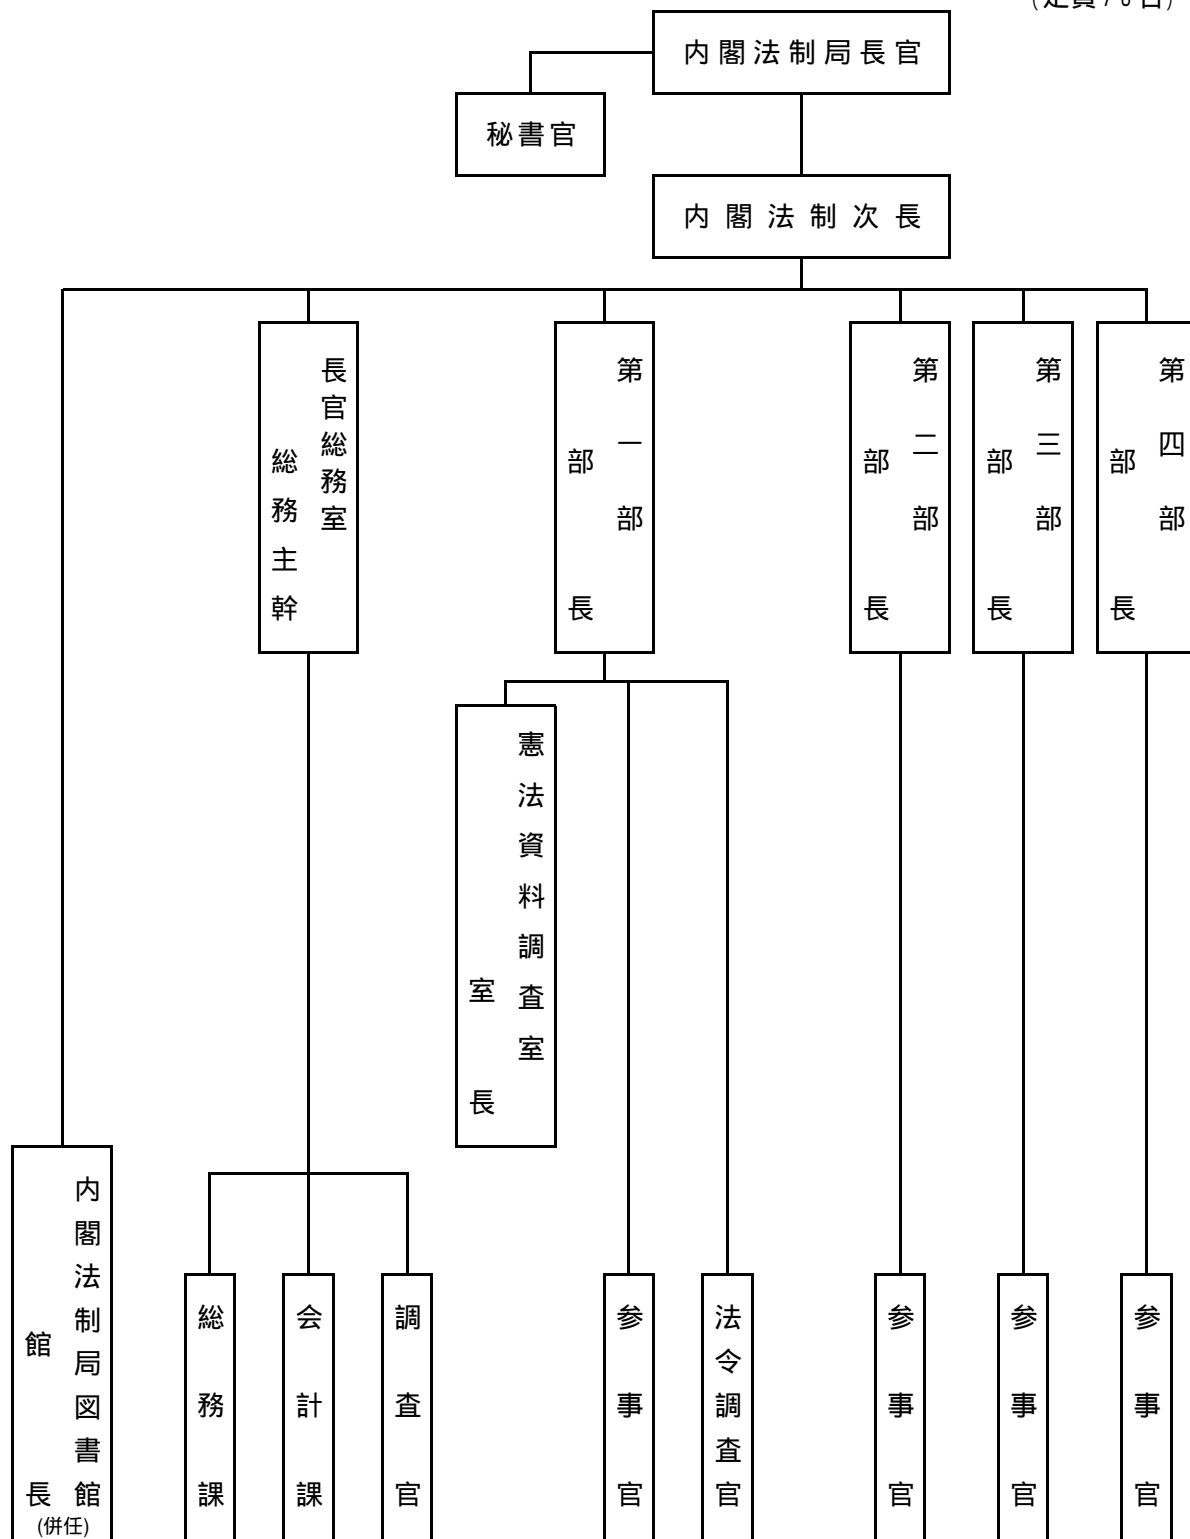 内閣法制局長官
秘書官
内閣法制次長
長官総務室
総務主幹
第一部
部長
第二部
部長
第三部
部長
第四部
部長
憲法資料調査室
室長
内閣法制局図書館
館長
(併任)
総務課
会計課
調査官
参事官
法令調査官
参事官
参事官
参事官